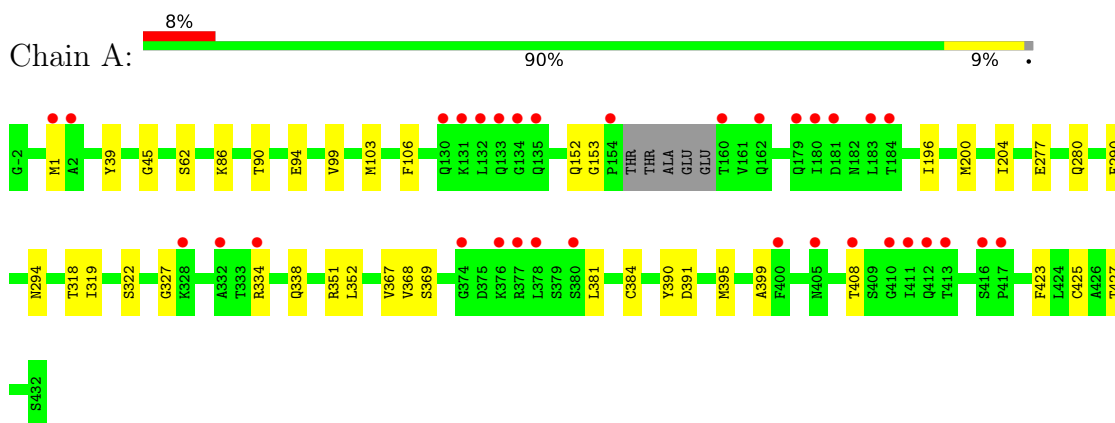 8%
Chain A:
90% 9% •
G-2 M1 A2 Y39 G45 S62 K86 T90 E94 V99 M103 F106 Q130 K131 L132 Q133 G134 Q135 Q152 G153 P154 THR THR ALA GLU GLU T160 V161 Q162 Q179 I180 D181 N182 L183 T184 I196 M200 I204 E277 Q280
N294 T318 I319 S322 G327 K328 A332 T333 R334 Q338 R351 L352 V367 V368 S369 G374 D375 K376 R377 L378 S379 S380 L381 C384 Y390 D391 M395 A399 F400 N405 T408 S409 G410 I411 Q412 T413 S416 P417 F423 L424 C425 A426 T427
S432